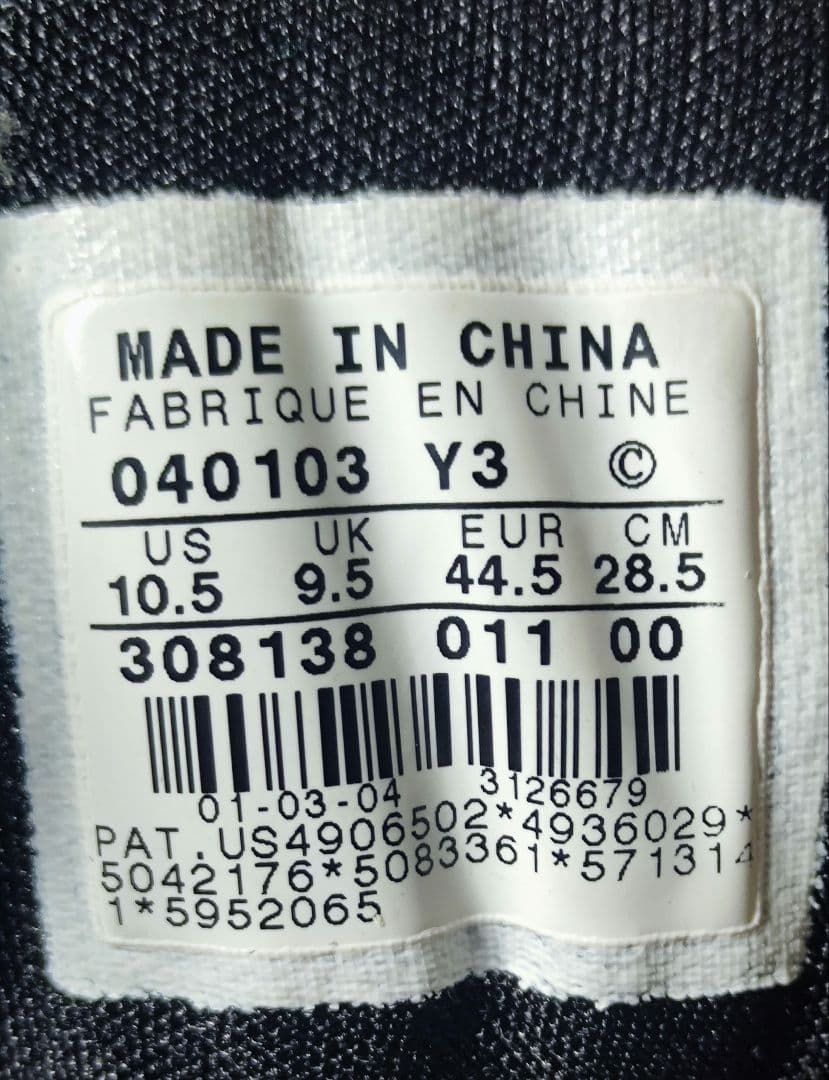 MADE IN CHINA
FABRIQUE EN CHINE
040103 Y3 ©
US UK EUR CM
10.5 9.5 44.5 28.5
308138 011 00
01-03-04 3126679
PAT.US4906502*4936029*
5042176*5083361*571314
1*5952065